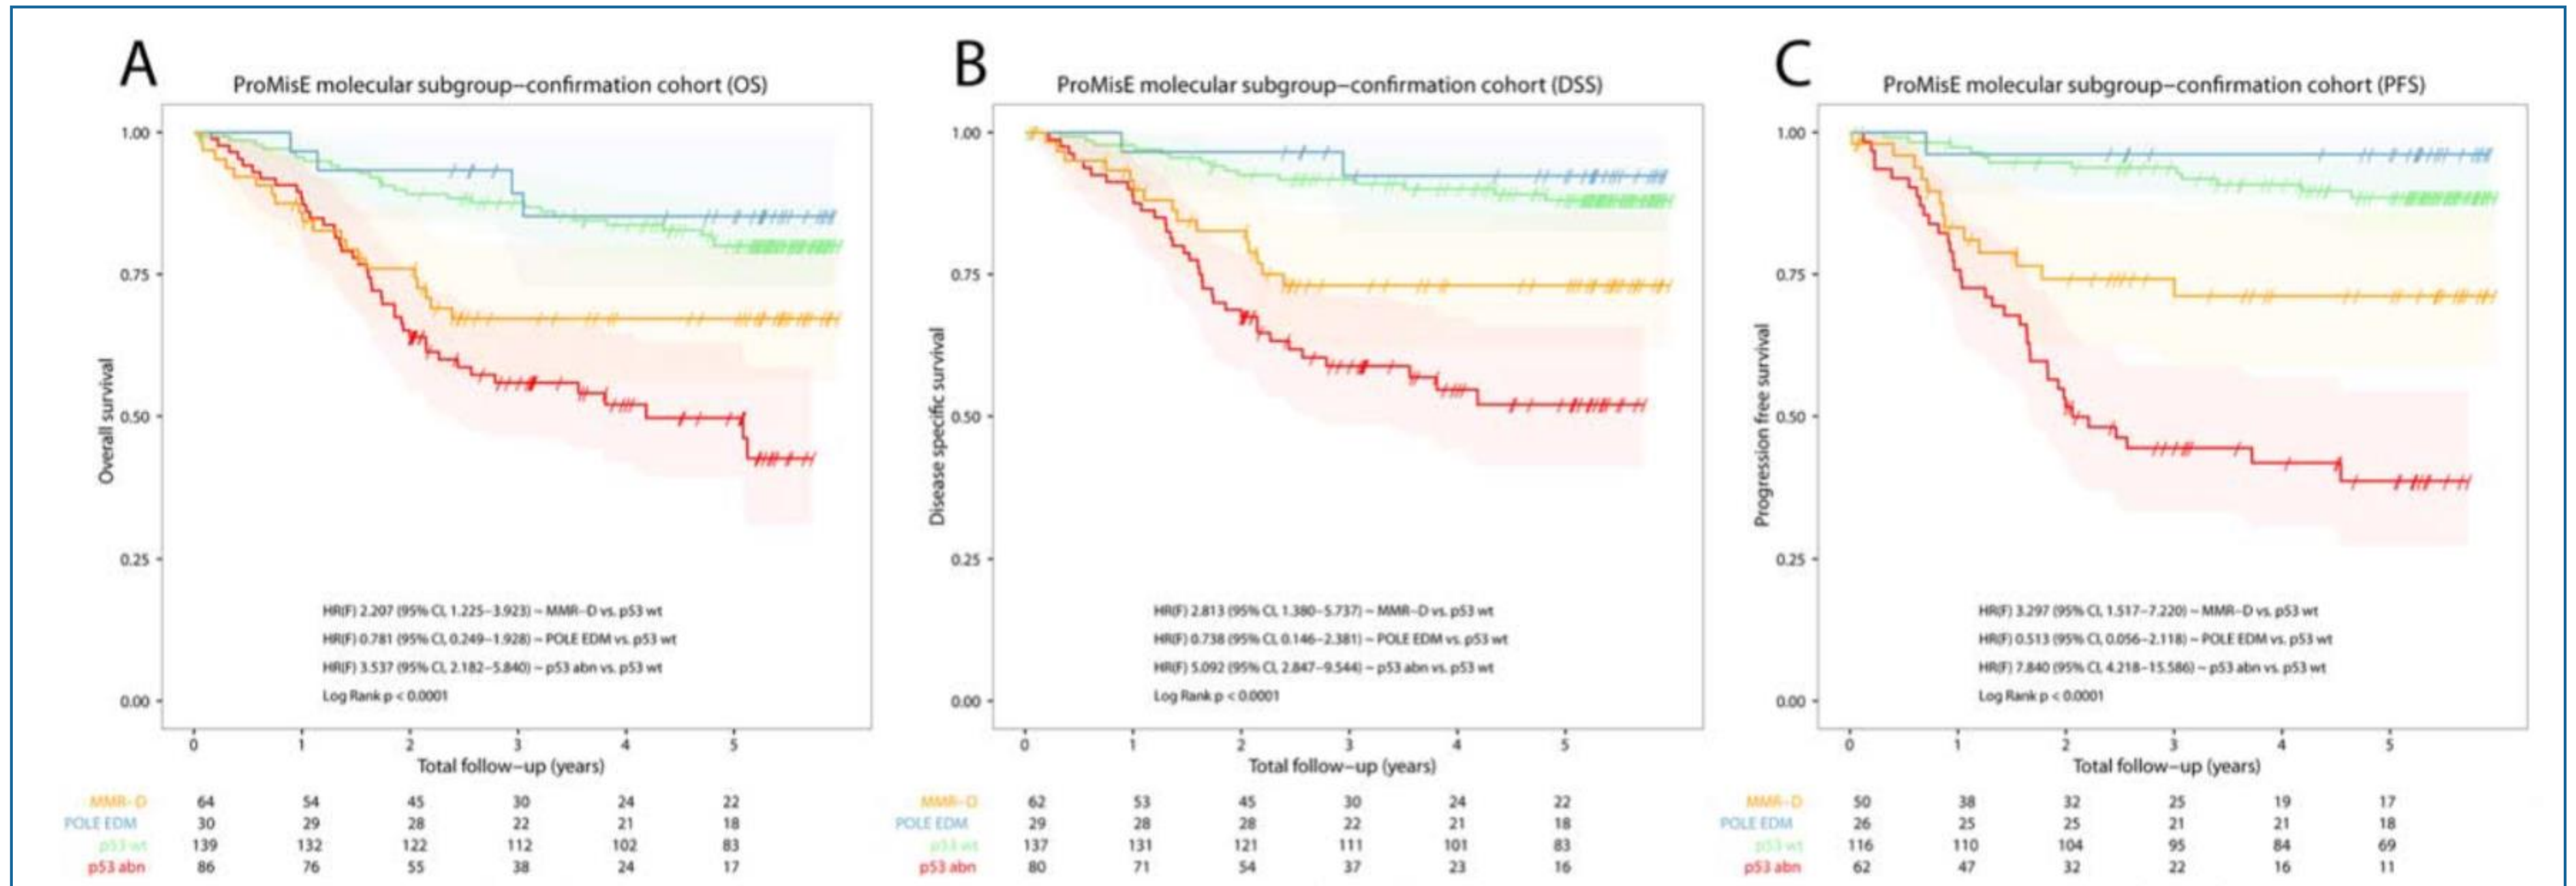 A
ProMisE molecular subgroup–confirmation cohort (OS)
1.00
0.75
0.50
0.25
0.00
Overall survival
HR(F) 2.207 (95% CI, 1.225–3.923) ~ MMR–D vs. p53 wt
HR(F) 0.781 (95% CI, 0.249–1.928) ~ POLE EDM vs. p53 wt
HR(F) 3.537 (95% CI, 2.182–5.840) ~ p53 abn vs. p53 wt
Log Rank p < 0.0001
0 1 2 3 4 5
Total follow–up (years)
MMR–D 64 54 45 30 24 22
POLE EDM 30 29 28 22 21 18
p53 wt 139 132 122 112 102 83
p53 abn 86 76 55 38 24 17
B
ProMisE molecular subgroup–confirmation cohort (DSS)
1.00
0.75
0.50
0.25
0.00
Disease specific survival
HR(F) 2.813 (95% CI, 1.380–5.737) ~ MMR–D vs. p53 wt
HR(F) 0.738 (95% CI, 0.146–2.381) ~ POLE EDM vs. p53 wt
HR(F) 5.092 (95% CI, 2.847–9.544) ~ p53 abn vs. p53 wt
Log Rank p < 0.0001
0 1 2 3 4 5
Total follow–up (years)
MMR–D 62 53 45 30 24 22
POLE EDM 29 28 28 22 21 18
p53 wt 137 131 121 111 101 83
p53 abn 80 71 54 37 23 16
C
ProMisE molecular subgroup–confirmation cohort (PFS)
1.00
0.75
0.50
0.25
0.00
Progression free survival
HR(F) 3.297 (95% CI, 1.517–7.220) ~ MMR–D vs. p53 wt
HR(F) 0.513 (95% CI, 0.056–2.118) ~ POLE EDM vs. p53 wt
HR(F) 7.840 (95% CI, 4.218–15.586) ~ p53 abn vs. p53 wt
Log Rank p < 0.0001
0 1 2 3 4 5
Total follow–up (years)
MMR–D 50 38 32 25 19 17
POLE EDM 26 25 25 21 21 18
p53 wt 116 110 104 95 84 69
p53 abn 62 47 32 22 16 11